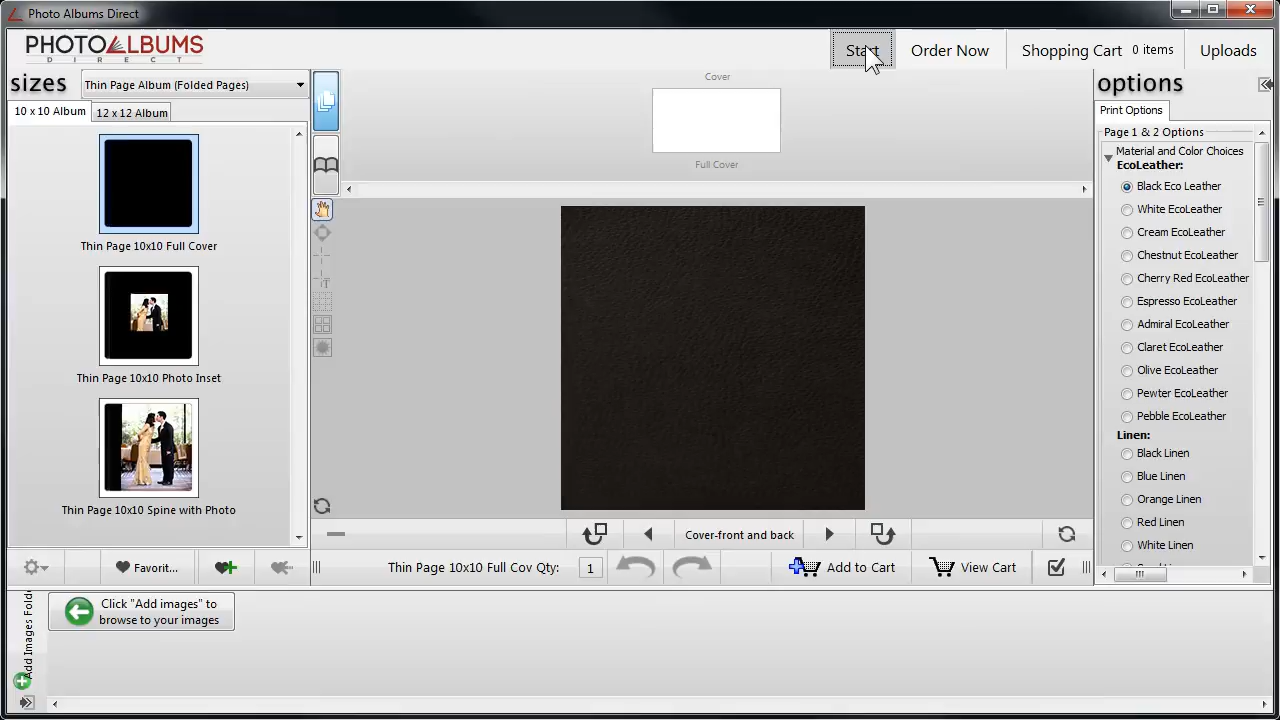 Photo Albums Direct
PHOTOALBUMS
DIRECT
Start
Order Now
Shopping Cart 0 items
Uploads
sizes
Thin Page Album (Folded Pages)
10 x 10 Album
12 x 12 Album
Thin Page 10x10 Full Cover
Thin Page 10x10 Photo Inset
Thin Page 10x10 Spine with Photo
Favorit...
Cover
Full Cover
Cover-front and back
Thin Page 10x10 Full Cov Qty: 1
Add to Cart
View Cart
options
Print Options
Page 1 & 2 Options
Material and Color Choices
EcoLeather:
Black Eco Leather
White EcoLeather
Cream EcoLeather
Chestnut EcoLeather
Cherry Red EcoLeather
Espresso EcoLeather
Admiral EcoLeather
Claret EcoLeather
Olive EcoLeather
Pewter EcoLeather
Pebble EcoLeather
Linen:
Black Linen
Blue Linen
Orange Linen
Red Linen
White Linen
Add Images Folde
Click "Add images" to
browse to your images